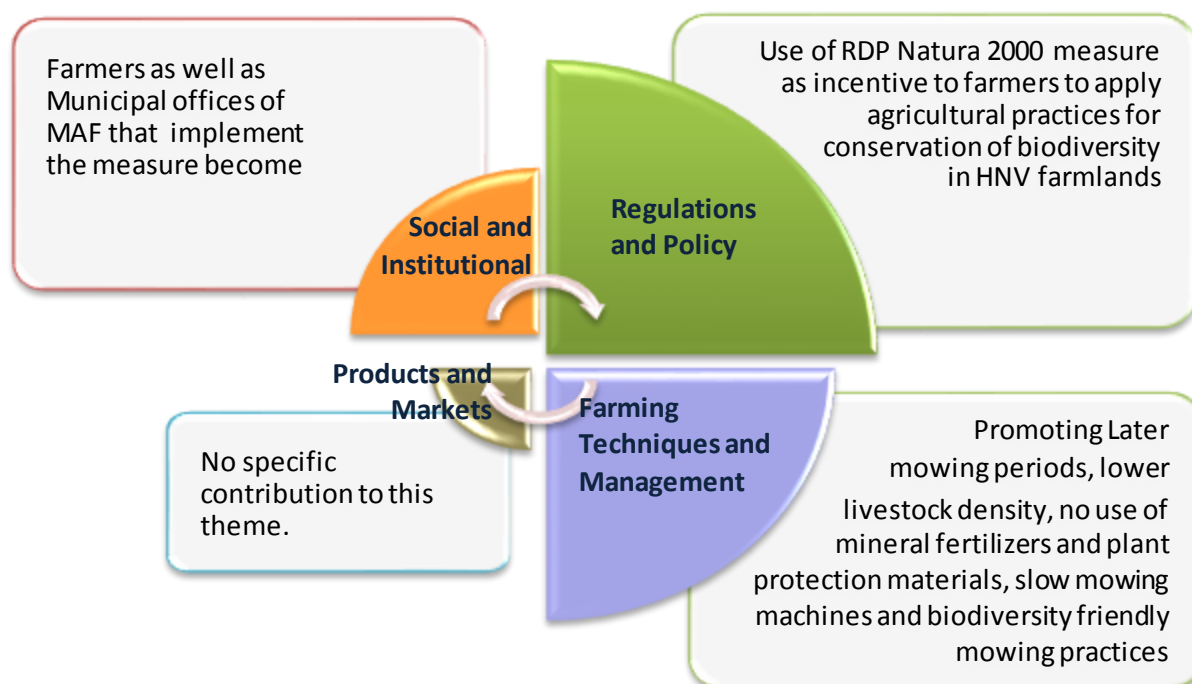 Farmers as well as
Municipal offices of
MAF that implement
the measure become
Use of RDP Natura 2000 measure
as incentive to farmers to apply
agricultural practices for
conservation of biodiversity
in HNV farmlands
Social and
Institutional
Regulations
and Policy
Products and
Markets
Farming
Techniques and
Management
No specific
contribution to this
theme.
Promoting Later
mowing periods, lower
livestock density, no use of
mineral fertilizers and plant
protection materials, slow mowing
machines and biodiversity friendly
mowing practices